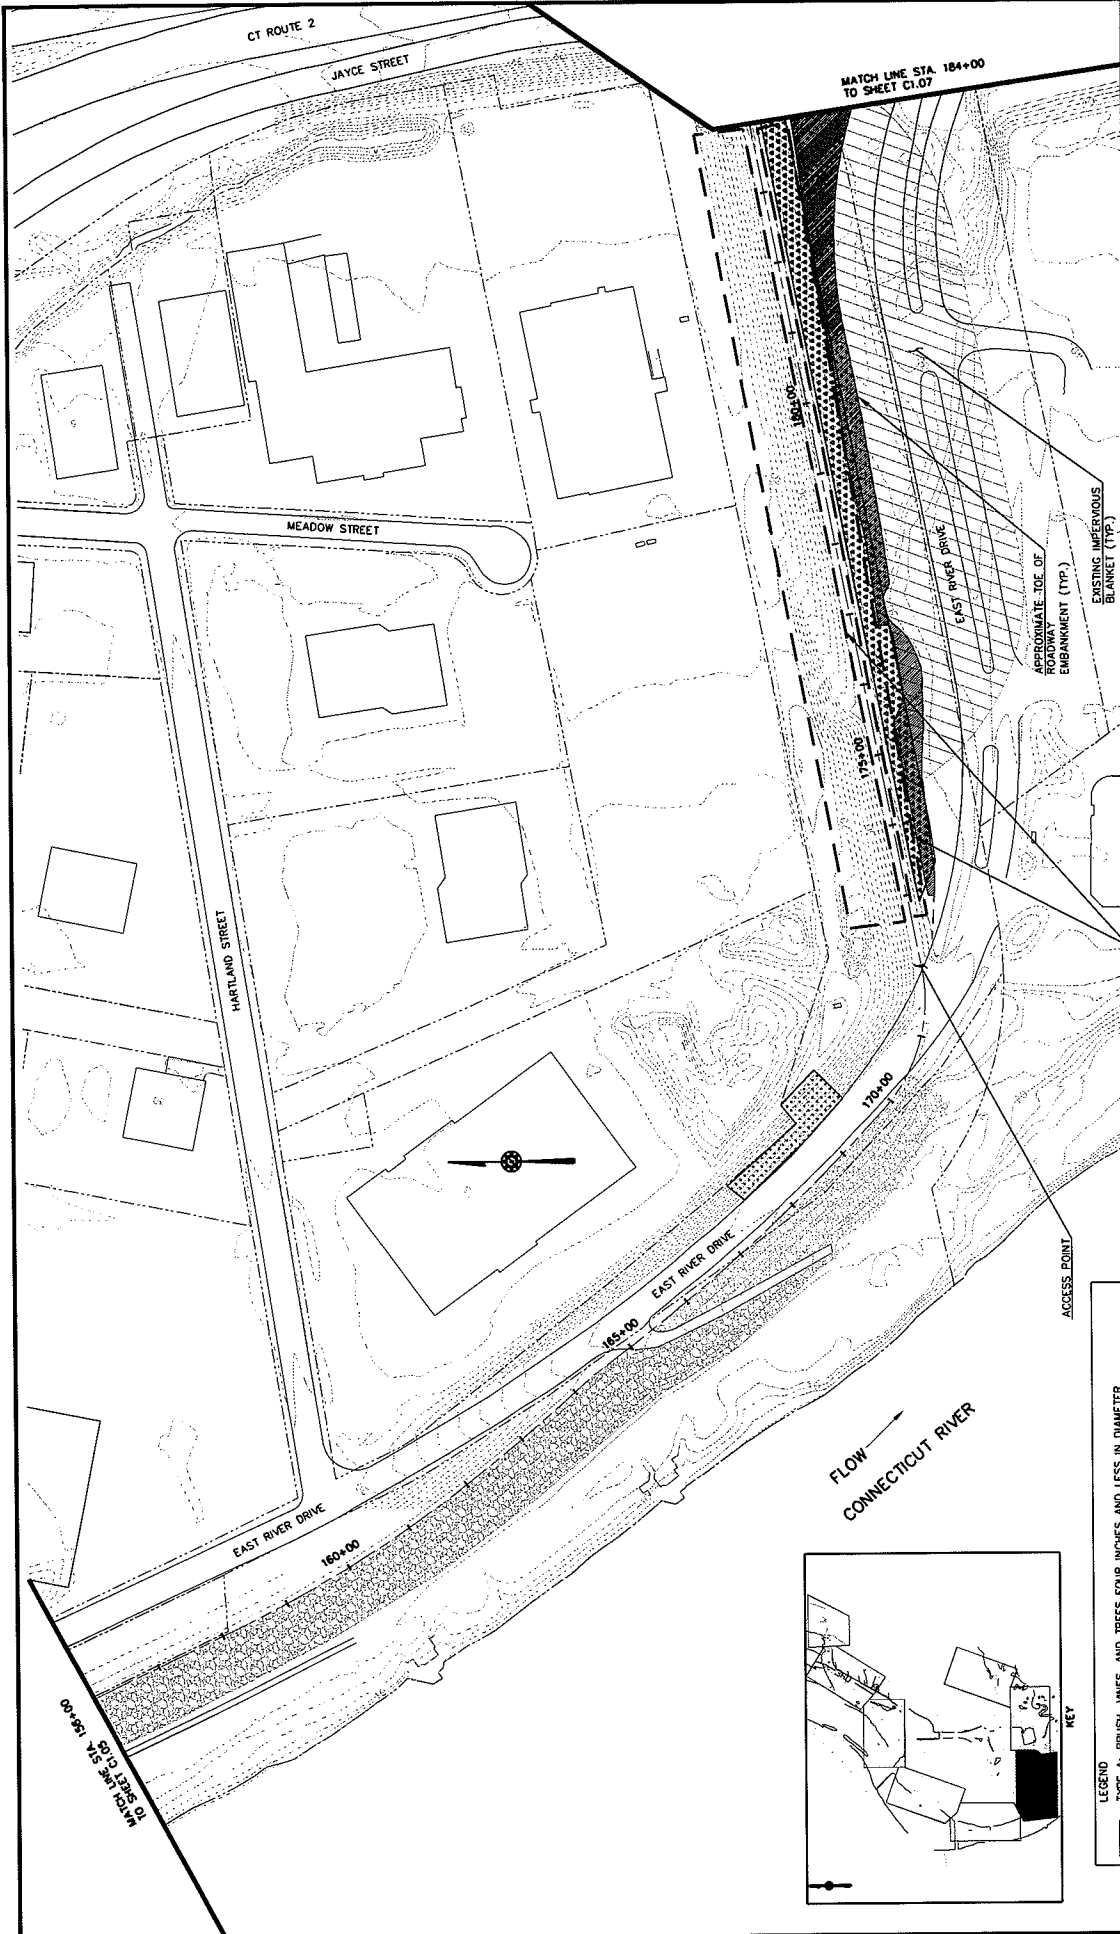 CT ROUTE 2
JAYCE STREET
MATCH LINE STA. 184+00
TO SHEET C1.07
MEADOW STREET
180+00
EAST RIVER DRIVE
APPROXIMATE TOE OF
ROADWAY
EMBANKMENT (TYP.)
EXISTING IMPERVIOUS
BLANKET (TYP.)
175+00
HARTLAND STREET
170+00
EAST RIVER DRIVE
165+00
ACCESS POINT
FLOW
CONNECTICUT RIVER
EAST RIVER DRIVE
160+00
MATCH LINE STA. 156+00
TO SHEET C1.05
KEY
LEGEND
TYPE A: BRUSH, VINES, AND TREES FOUR INCHES AND LESS IN DIAMETER